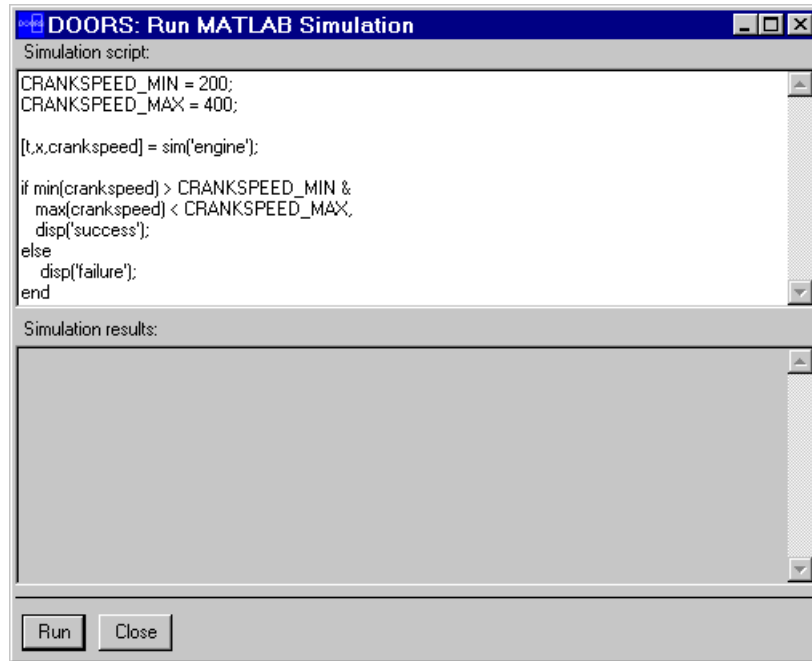 DOORS: Run MATLAB Simulation
Simulation script:
CRANKSPEED_MIN = 200;
CRANKSPEED_MAX = 400;
[t,x,crankspeed] = sim('engine');
if min(crankspeed) > CRANKSPEED_MIN &
max(crankspeed) < CRANKSPEED_MAX,
disp('success');
else
disp('failure');
end
Simulation results:
Run Close